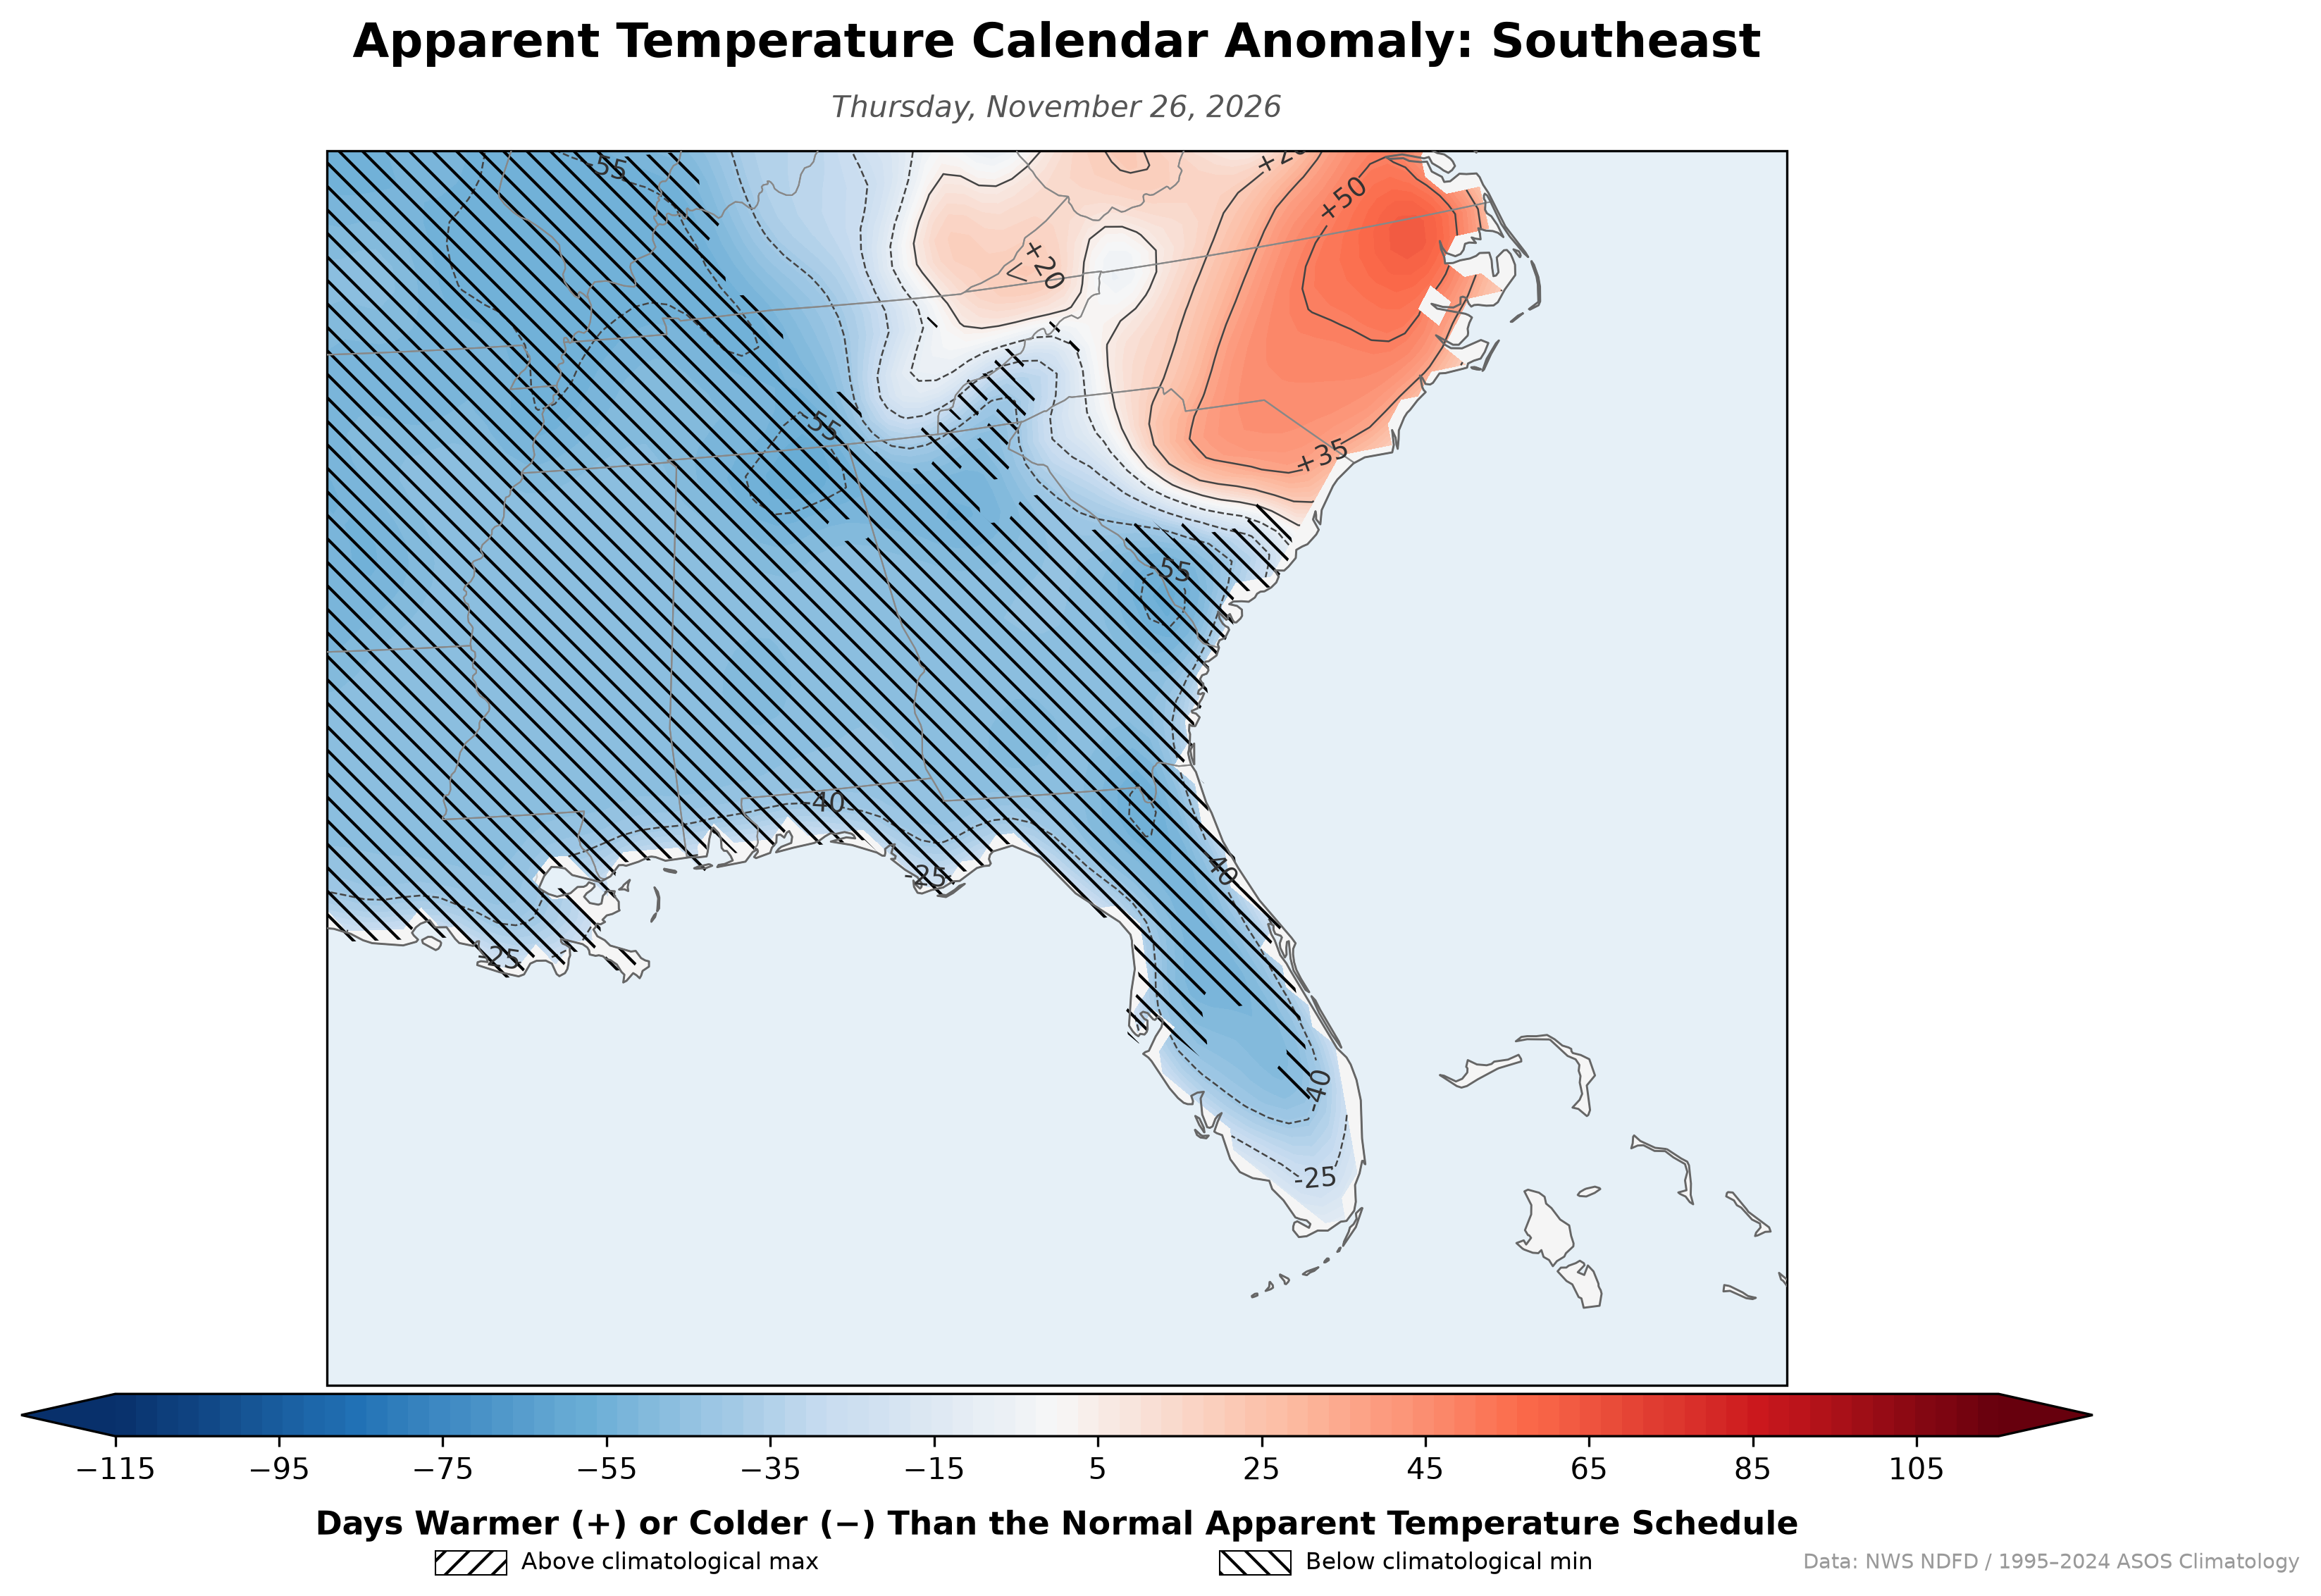 Apparent Temperature Calendar Anomaly: Southeast
Thursday, November 26, 2026
-55
+50
+20
-55
+35
-55
-40
-40
-25
-25
-40
-25
−115 −95 −75 −55 −35 −15 5 25 45 65 85 105
Days Warmer (+) or Colder (−) Than the Normal Apparent Temperature Schedule
Above climatological max
Below climatological min
Data: NWS NDFD / 1995–2024 ASOS Climatology